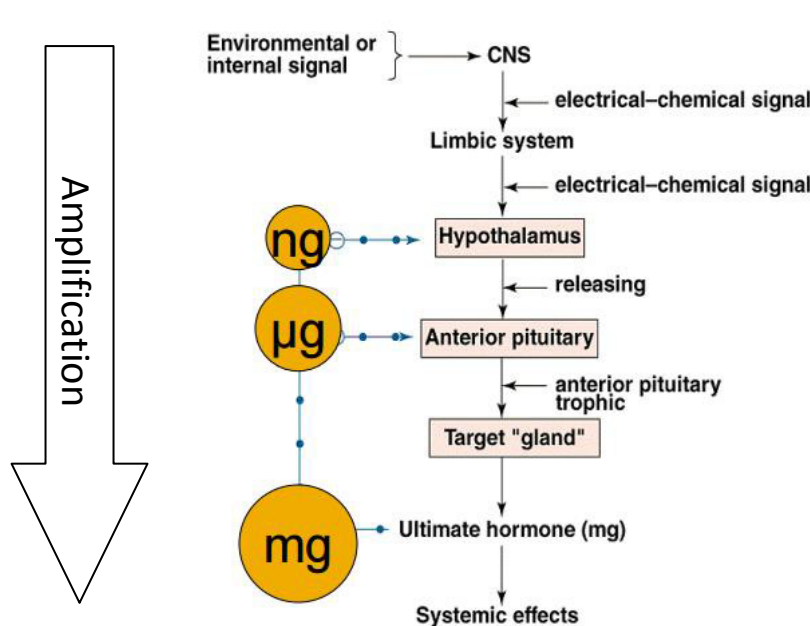 Environmental or
internal signal
CNS
electrical–chemical signal
Limbic system
electrical–chemical signal
Amplification
ng
Hypothalamus
releasing
µg
Anterior pituitary
anterior pituitary
trophic
Target "gland"
mg
Ultimate hormone (mg)
Systemic effects